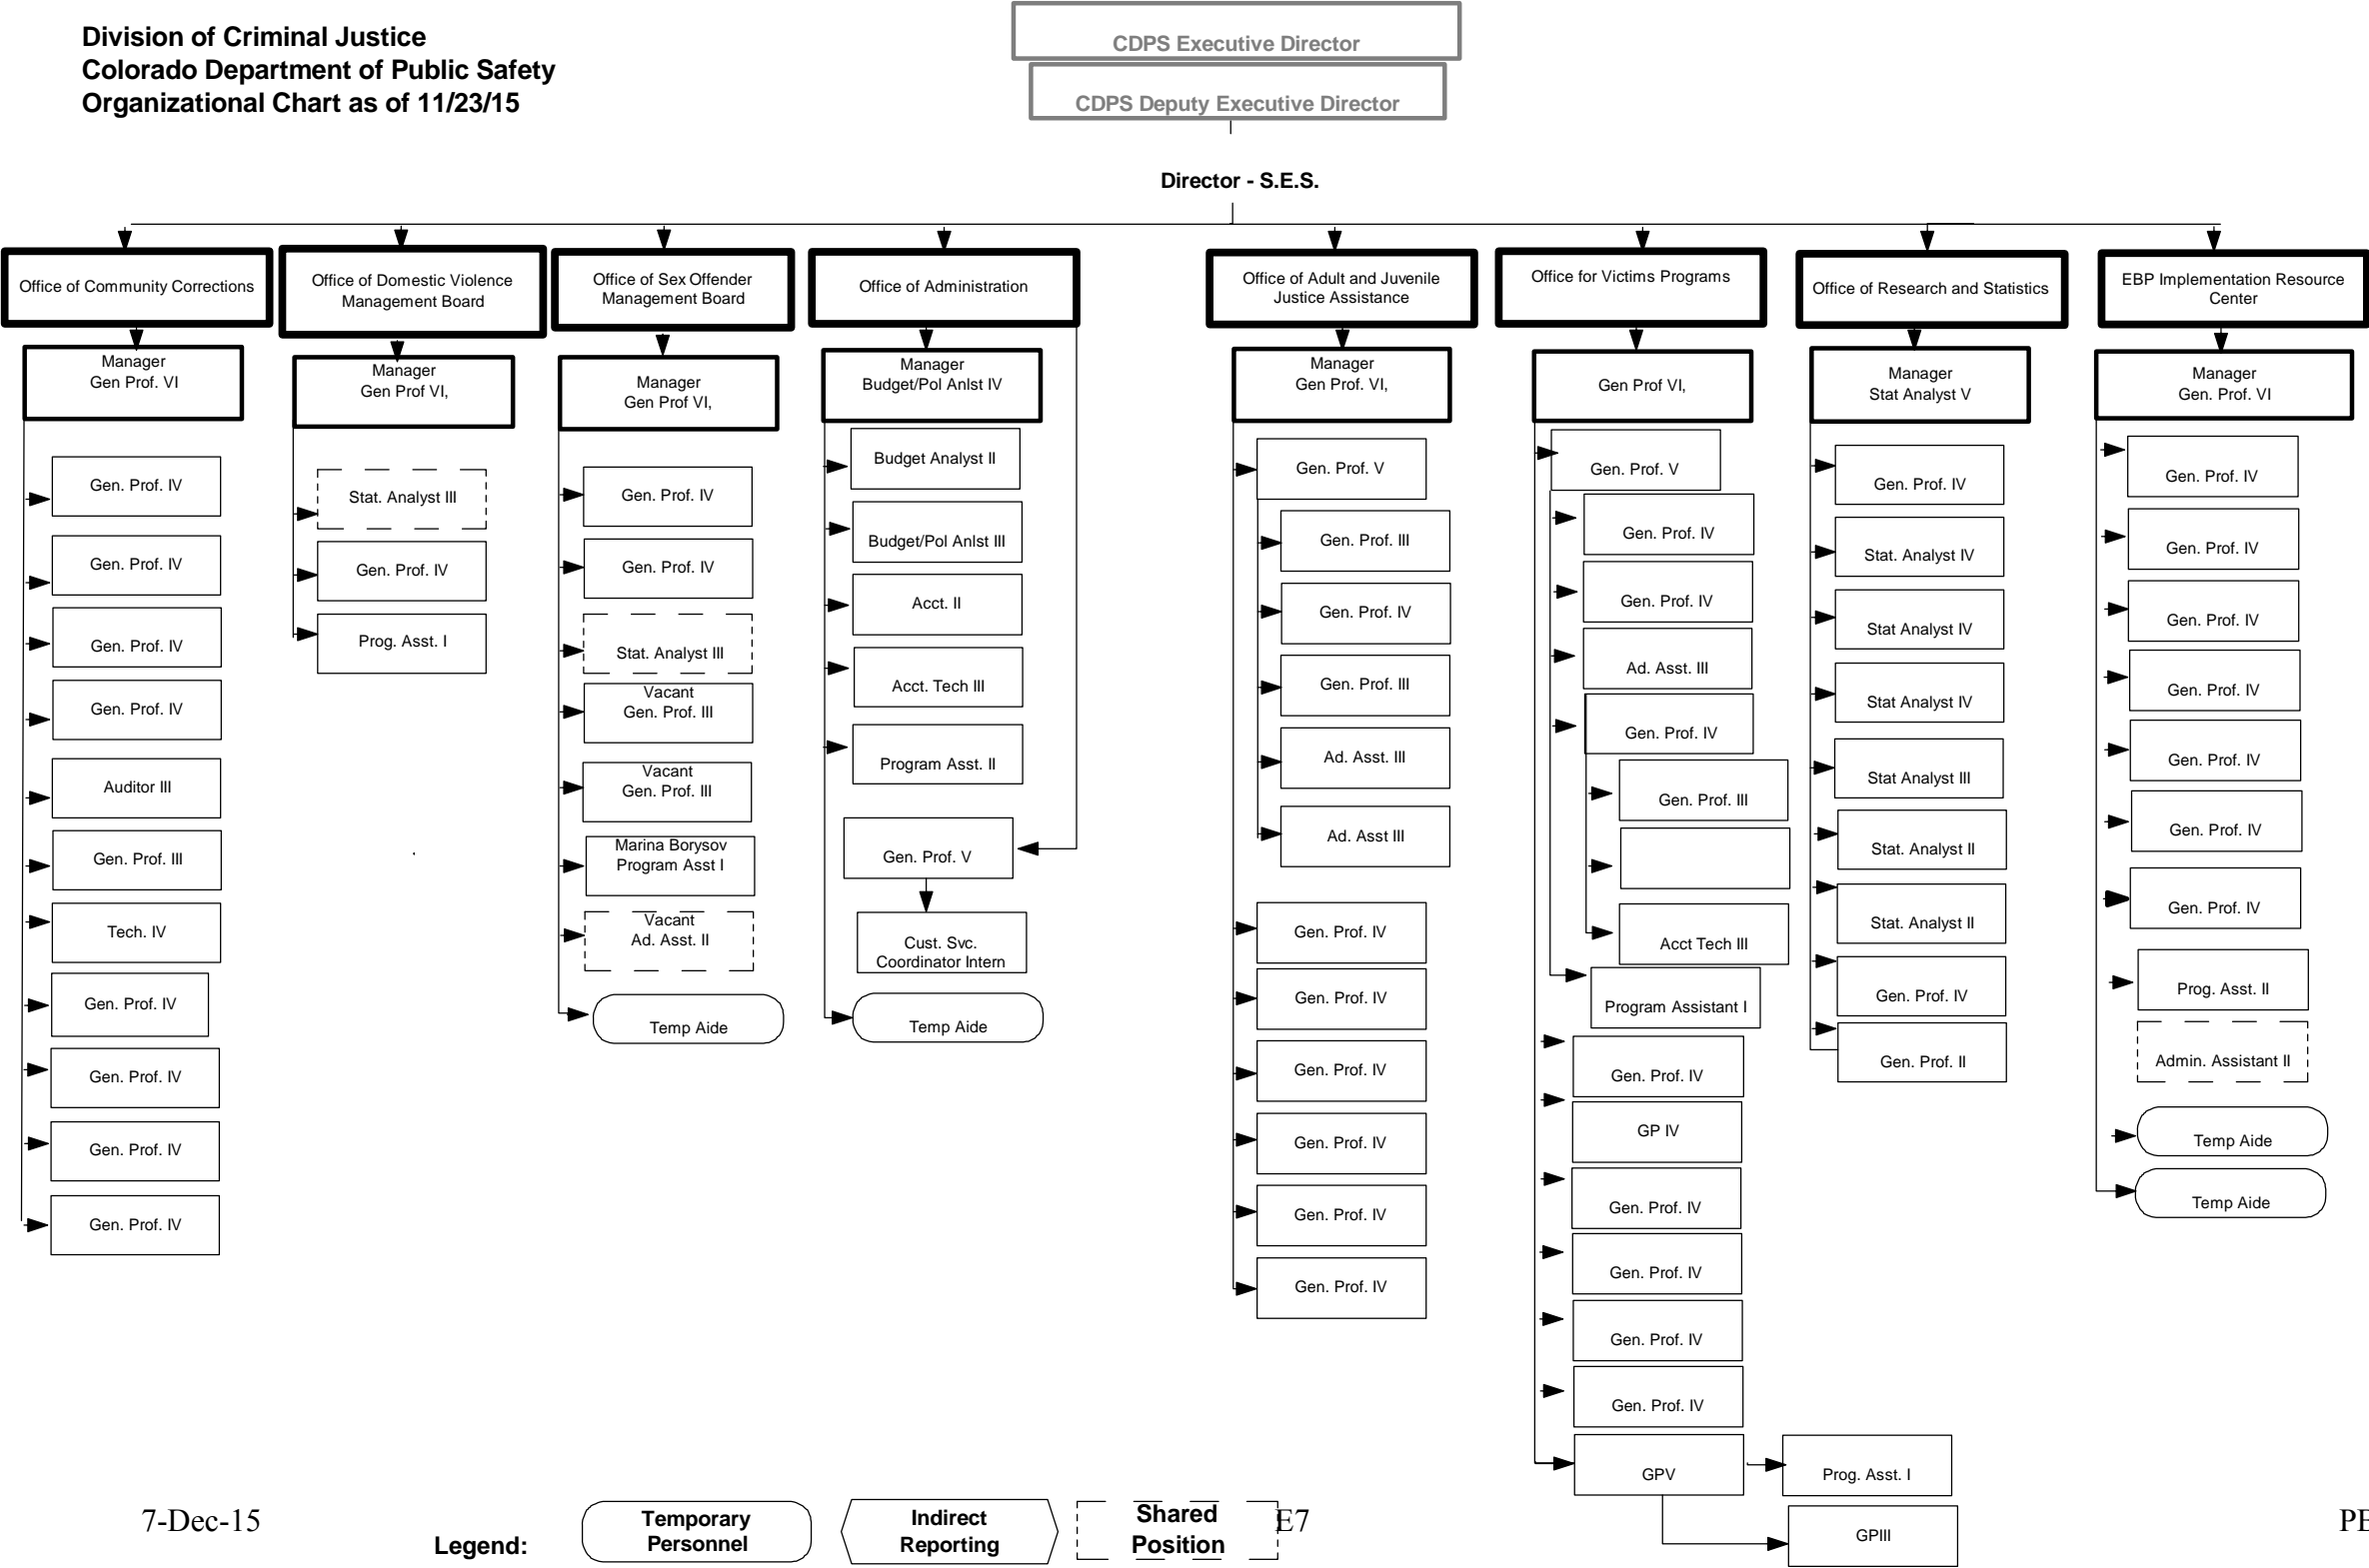 Division of Criminal Justice
Colorado Department of Public Safety
Organizational Chart as of 11/23/15
CDPS Executive Director
CDPS Deputy Executive Director
Director - S.E.S.
Office of Community Corrections
Manager
Gen Prof. VI
Gen. Prof. IV
Gen. Prof. IV
Gen. Prof. IV
Gen. Prof. IV
Auditor III
Gen. Prof. III
Tech. IV
Gen. Prof. IV
Gen. Prof. IV
Gen. Prof. IV
Gen. Prof. IV
Office of Domestic Violence
Management Board
Manager
Gen Prof VI,
Stat. Analyst III
Gen. Prof. IV
Prog. Asst. I
Office of Sex Offender
Management Board
Manager
Gen Prof VI,
Gen. Prof. IV
Gen. Prof. IV
Stat. Analyst III
Vacant
Gen. Prof. III
Vacant
Gen. Prof. III
Marina Borysov
Program Asst I
Vacant
Ad. Asst. II
Temp Aide
Office of Administration
Manager
Budget/Pol Anlst IV
Budget Analyst II
Budget/Pol Anlst III
Acct. II
Acct. Tech III
Program Asst. II
Gen. Prof. V
Cust. Svc.
Coordinator Intern
Temp Aide
Office of Adult and Juvenile
Justice Assistance
Manager
Gen Prof. VI,
Gen. Prof. V
Gen. Prof. III
Gen. Prof. IV
Gen. Prof. III
Ad. Asst. III
Ad. Asst III
Gen. Prof. IV
Gen. Prof. IV
Gen. Prof. IV
Gen. Prof. IV
Gen. Prof. IV
Gen. Prof. IV
Office for Victims Programs
Gen Prof VI,
Gen. Prof. V
Gen. Prof. IV
Gen. Prof. IV
Ad. Asst. III
Gen. Prof. IV
Gen. Prof. III
Acct Tech III
Program Assistant I
Gen. Prof. IV
GP IV
Gen. Prof. IV
Gen. Prof. IV
Gen. Prof. IV
Gen. Prof. IV
GPV
Prog. Asst. I
GPIII
Office of Research and Statistics
Manager
Stat Analyst V
Gen. Prof. IV
Stat. Analyst IV
Stat Analyst IV
Stat Analyst IV
Stat Analyst III
Stat. Analyst II
Stat. Analyst II
Gen. Prof. IV
Gen. Prof. II
EBP Implementation Resource
Center
Manager
Gen. Prof. VI
Gen. Prof. IV
Gen. Prof. IV
Gen. Prof. IV
Gen. Prof. IV
Gen. Prof. IV
Gen. Prof. IV
Gen. Prof. IV
Prog. Asst. II
Admin. Assistant II
Temp Aide
Temp Aide
7-Dec-15
Legend:
Temporary
Personnel
Indirect
Reporting
Shared
Position
E7
PE